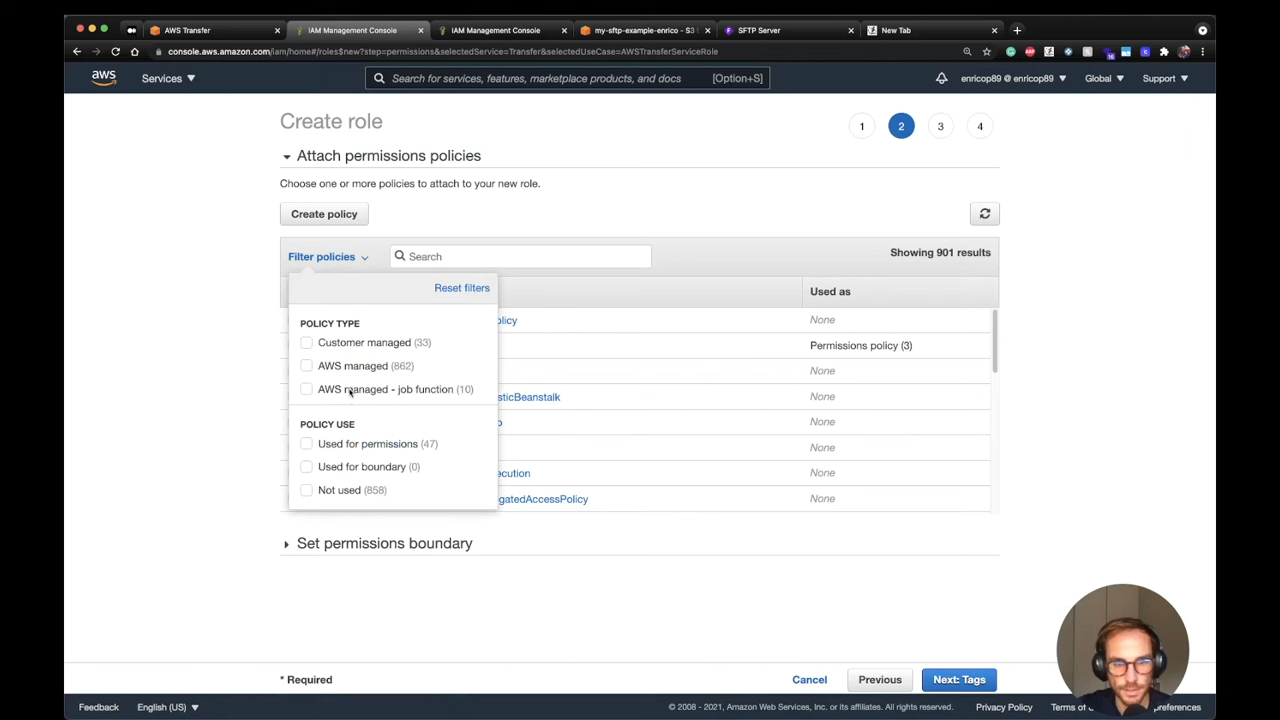 AWS Transfer
IAM Management Console
IAM Management Console
my-sftp-example-enrico - S3
SFTP Server
New Tab
console.aws.amazon.com/iam/home#/roles$new?step=permissions&selectedService=Transfer&selectedUseCase=AWSTransferServiceRole
aws
Services
Search for services, features, marketplace products, and docs
[Option+S]
enricop89 @ enricop89
Global
Support
Create role
1
2
3
4
Attach permissions policies
Choose one or more policies to attach to your new role.
Create policy
Filter policies
Search
Showing 901 results
Reset filters
Used as
POLICY TYPE
olicy
None
Customer managed (33)
Permissions policy (3)
AWS managed (862)
None
AWS managed - job function (10)
sticBeanstalk
None
POLICY USE
o
None
Used for permissions (47)
None
Used for boundary (0)
ecution
None
Not used (858)
gatedAccessPolicy
None
Set permissions boundary
* Required
Cancel
Previous
Next: Tags
Feedback
English (US)
© 2008 - 2021, Amazon Web Services, Inc. or its affiliates. All rights reserved.
Privacy Policy
Terms of
preferences